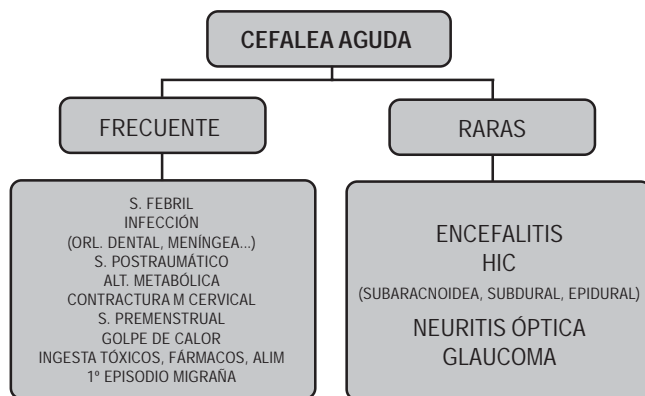 CEFALEA AGUDA
FRECUENTE
RARAS
S. FEBRIL
INFECCIÓN
(ORL. DENTAL, MENÍNGEA...)
S. POSTRAUMÁTICO
ALT. METABÓLICA
CONTRACTURA M CERVICAL
S. PREMENSTRUAL
GOLPE DE CALOR
INGESTA TÓXICOS, FÁRMACOS, ALIM
1º EPISODIO MIGRAÑA
ENCEFALITIS
HIC
(SUBARACNOIDEA, SUBDURAL, EPIDURAL)
NEURITIS ÓPTICA
GLAUCOMA